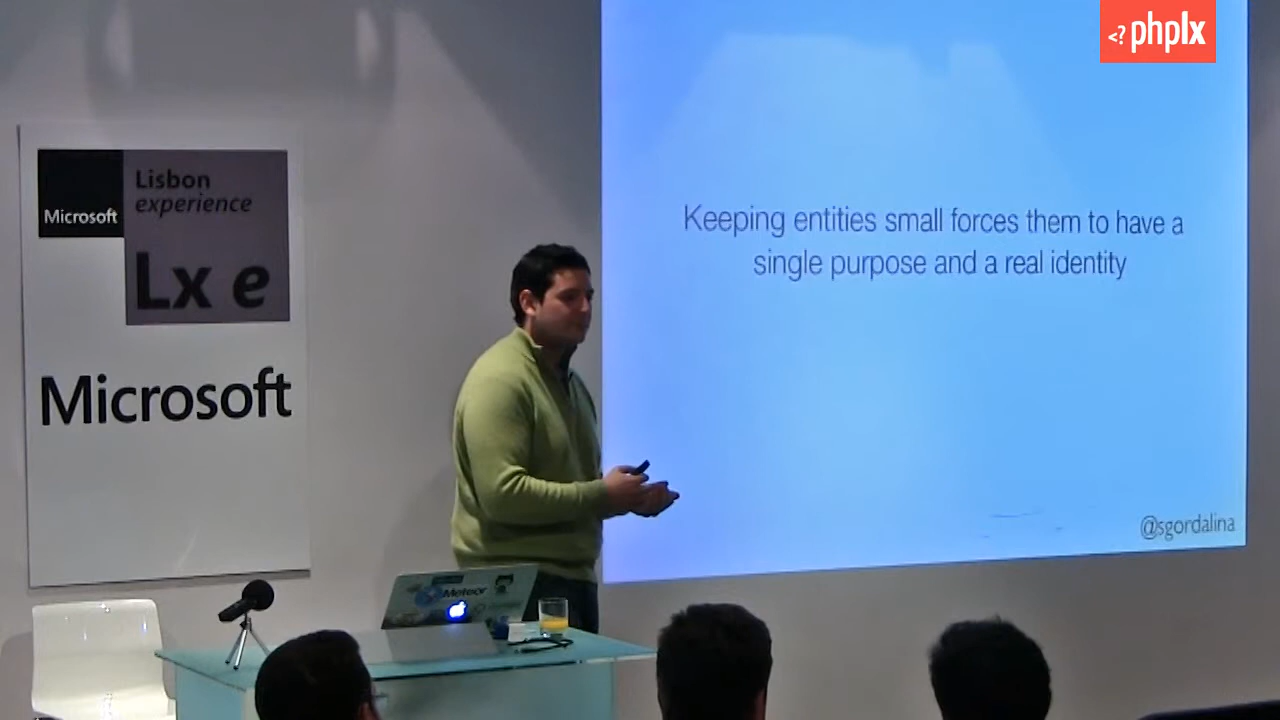 <? phplx
Microsoft
Lisbon
experience
Lx e
Microsoft
Keeping entities small forces them to have a
single purpose and a real identity
@sgordalina
Meteor